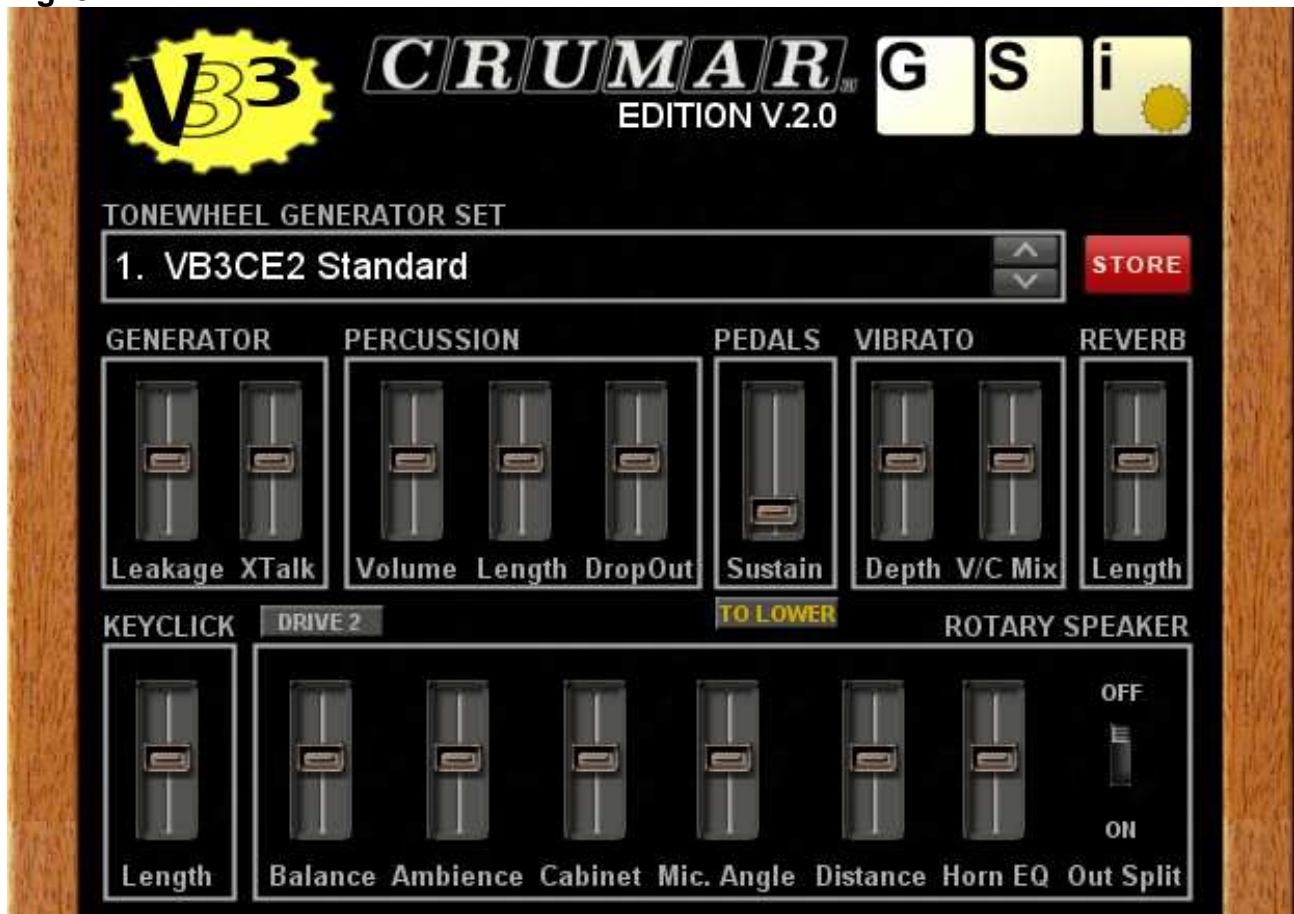 VB3
CRUMAR
EDITION V.2.0
G S i
TONEWHEEL GENERATOR SET
1. VB3CE2 Standard
STORE
GENERATOR PERCUSSION PEDALS VIBRATO REVERB
Leakage XTalk Volume Length DropOut Sustain Depth V/C Mix Length
KEYCLICK DRIVE 2 TO LOWER ROTARY SPEAKER
OFF
ON
Length Balance Ambience Cabinet Mic. Angle Distance Horn EQ Out Split